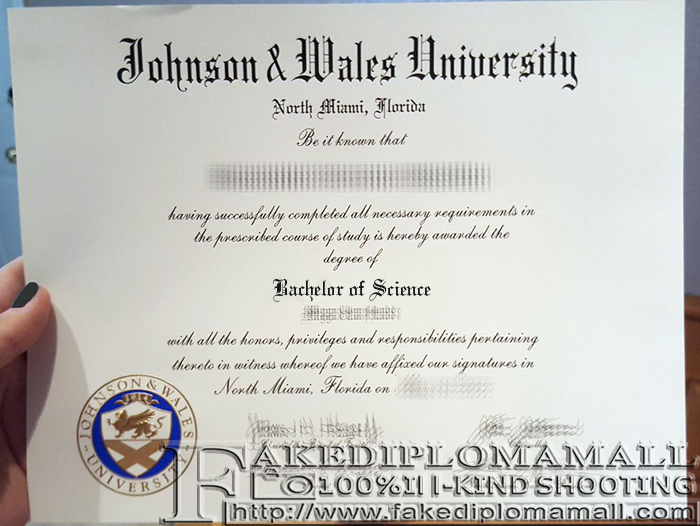 Johnson & Wales University
North Miami, Florida
Be it known that
having successfully completed all necessary requirements in
the prescribed course of study is hereby awarded the
degree of
Bachelor of Science
with all the honors, privileges and responsibilities pertaining
thereto in witness whereof we have affixed our signatures in
North Miami, Florida on
JOHNSON & WALES
UNIVERSITY
FAKEDIPLOMAMALL
100%11 |-KIND SHOOTING
http://www.fakediplomamall.com